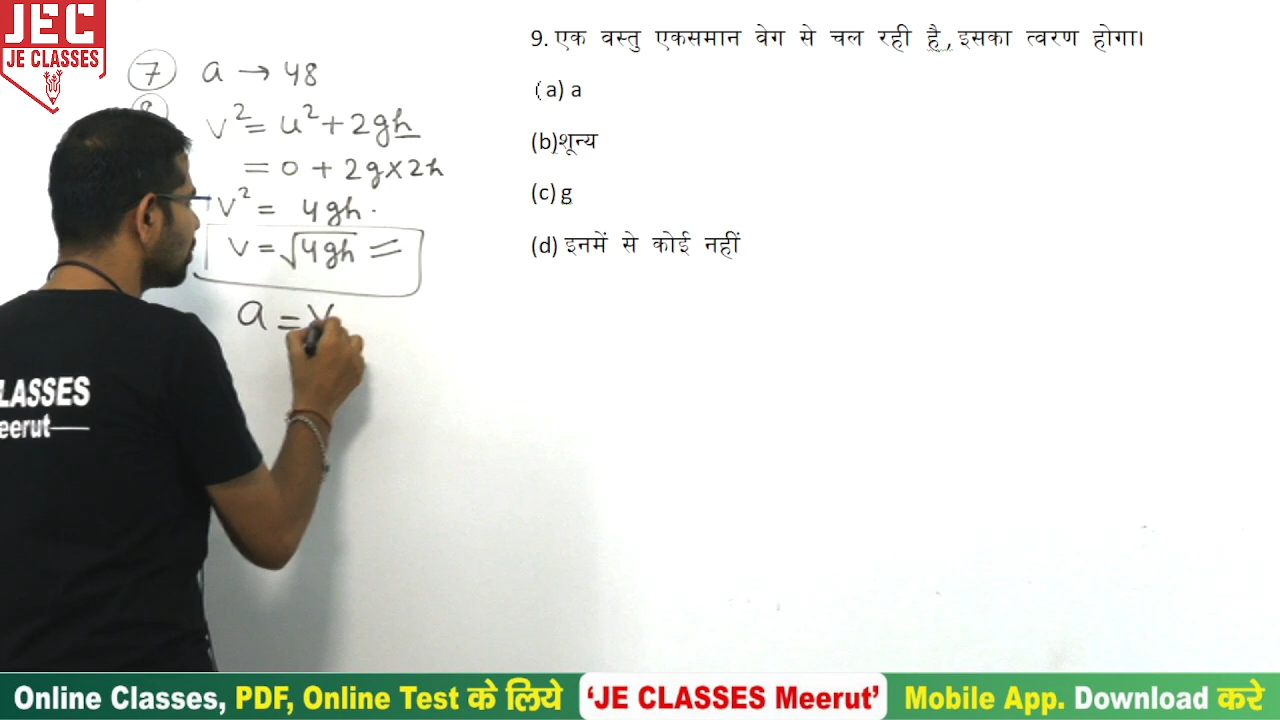 JEC
JE CLASSES
7 a → 48
v² = u² + 2gh
= 0 + 2g×2h
v² = 4gh.
v = √4gh =
a = v
9. एक वस्तु एकसमान वेग से चल रही है, इसका त्वरण होगा।
(a) a
(b)शून्य
(c) g
(d) इनमें से कोई नहीं
LASSES
eerut
Online Classes, PDF, Online Test के लिये 'JE CLASSES Meerut' Mobile App. Download करे